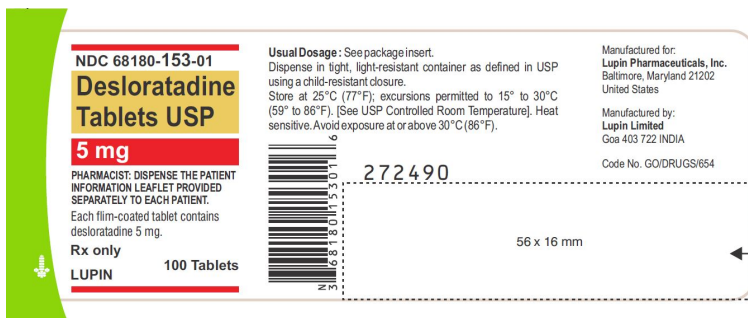 NDC 68180-153-01
Desloratadine
Tablets USP
5 mg
PHARMACIST: DISPENSE THE PATIENT
INFORMATION LEAFLET PROVIDED
SEPARATELY TO EACH PATIENT.
Each flim-coated tablet contains
desloratadine 5 mg.
Rx only
100 Tablets
LUPIN
Usual Dosage : See package insert.
Dispense in tight, light-resistant container as defined in USP
using a child-resistant closure.
Store at 25°C (77°F); excursions permitted to 15° to 30°C
(59° to 86°F). [See USP Controlled Room Temperature]. Heat
sensitive. Avoid exposure at or above 30°C (86°F).
N 3 68180 15301 6
272490
56 x 16 mm
Manufactured for:
Lupin Pharmaceuticals, Inc.
Baltimore, Maryland 21202
United States
Manufactured by:
Lupin Limited
Goa 403 722 INDIA
Code No. GO/DRUGS/654